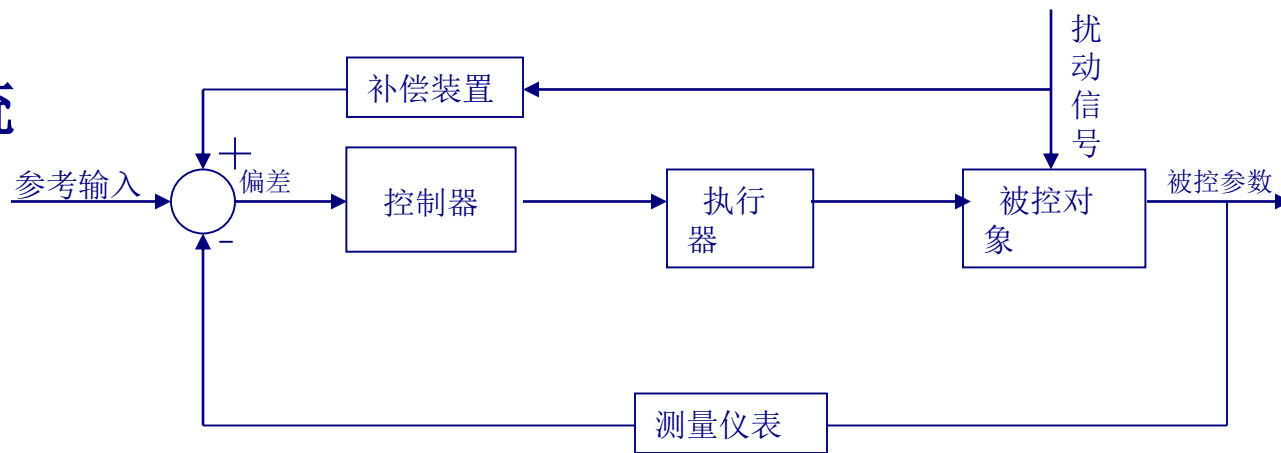 扰
动
信
号
补偿装置
+
参考输入
偏差
控制器
执行
器
被控对
象
被控参数
-
测量仪表